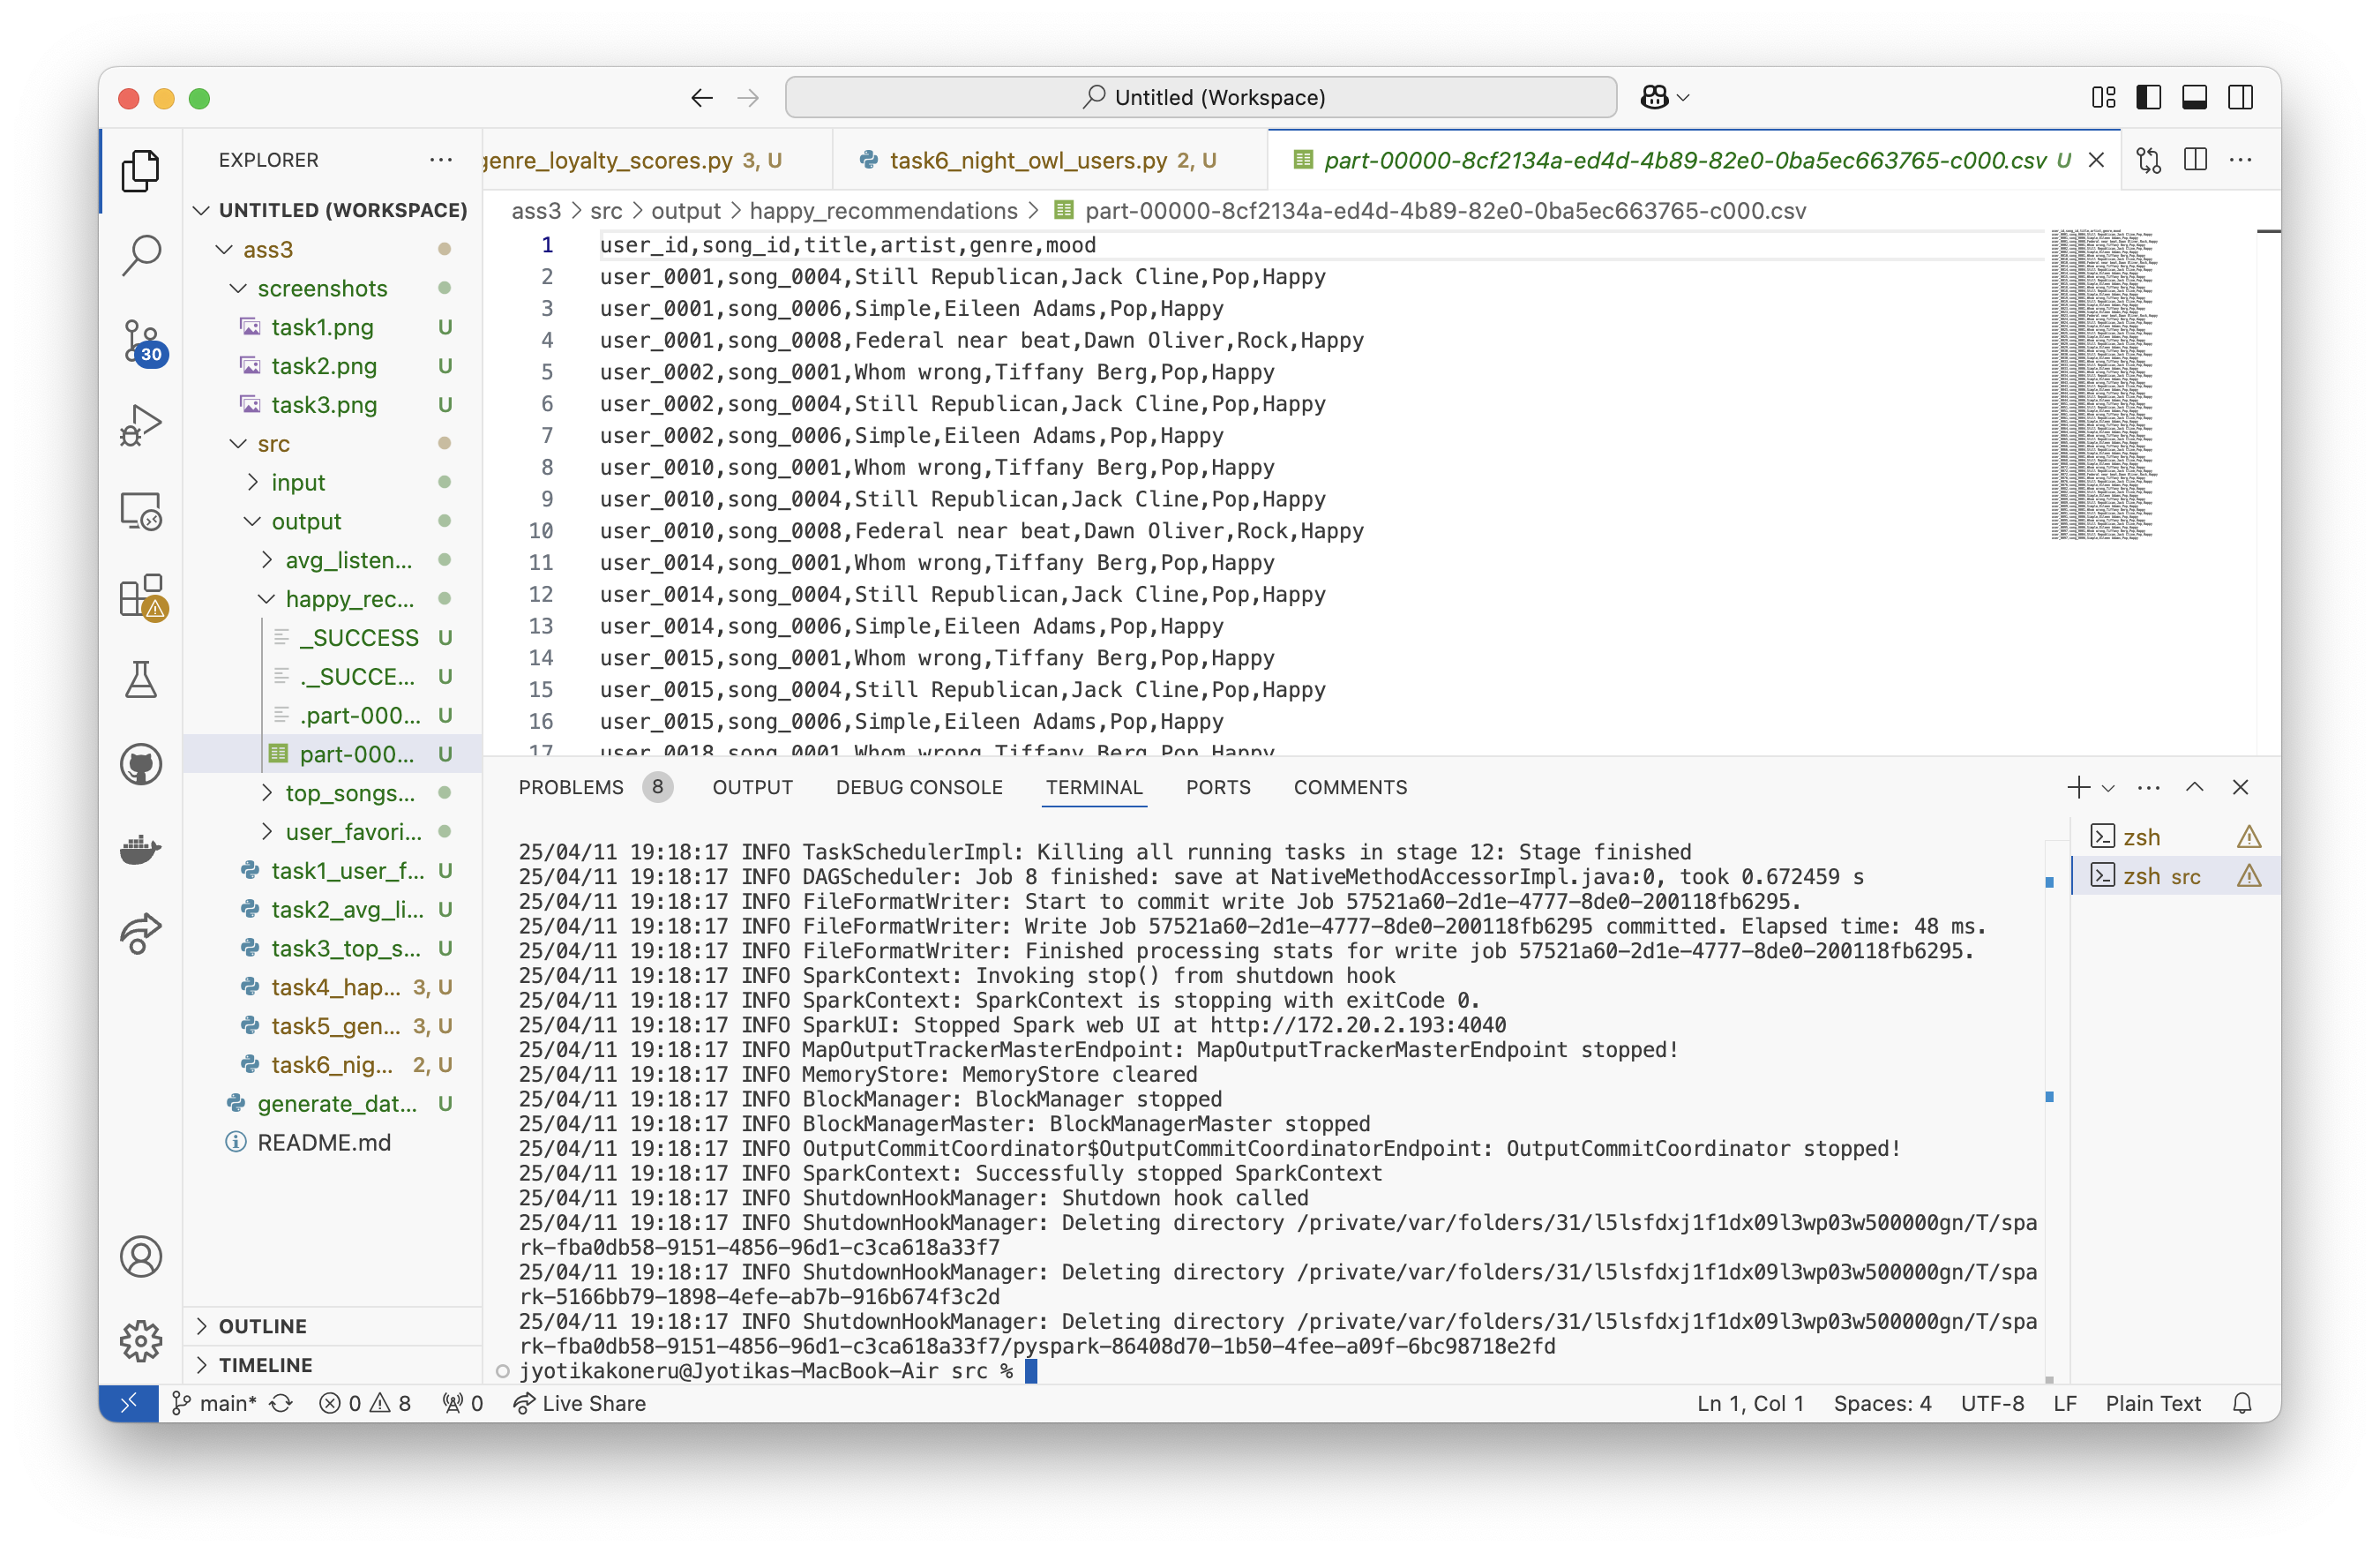 Untitled (Workspace)
EXPLORER
UNTITLED (WORKSPACE)
ass3
screenshots
task1.png U
task2.png U
task3.png U
src
input
output
avg_listen...
happy_rec...
_SUCCESS U
._SUCCE... U
.part-000... U
part-000... U
top_songs...
user_favori...
task1_user_f... U
task2_avg_li... U
task3_top_s... U
task4_hap... 3, U
task5_gen... 3, U
task6_nig... 2, U
generate_dat... U
README.md
OUTLINE
TIMELINE
30
genre_loyalty_scores.py 3, U
task6_night_owl_users.py 2, U
part-00000-8cf2134a-ed4d-4b89-82e0-0ba5ec663765-c000.csv U
ass3 > src > output > happy_recommendations > part-00000-8cf2134a-ed4d-4b89-82e0-0ba5ec663765-c000.csv
1 user_id,song_id,title,artist,genre,mood
2 user_0001,song_0004,Still Republican,Jack Cline,Pop,Happy
3 user_0001,song_0006,Simple,Eileen Adams,Pop,Happy
4 user_0001,song_0008,Federal near beat,Dawn Oliver,Rock,Happy
5 user_0002,song_0001,Whom wrong,Tiffany Berg,Pop,Happy
6 user_0002,song_0004,Still Republican,Jack Cline,Pop,Happy
7 user_0002,song_0006,Simple,Eileen Adams,Pop,Happy
8 user_0010,song_0001,Whom wrong,Tiffany Berg,Pop,Happy
9 user_0010,song_0004,Still Republican,Jack Cline,Pop,Happy
10 user_0010,song_0008,Federal near beat,Dawn Oliver,Rock,Happy
11 user_0014,song_0001,Whom wrong,Tiffany Berg,Pop,Happy
12 user_0014,song_0004,Still Republican,Jack Cline,Pop,Happy
13 user_0014,song_0006,Simple,Eileen Adams,Pop,Happy
14 user_0015,song_0001,Whom wrong,Tiffany Berg,Pop,Happy
15 user_0015,song_0004,Still Republican,Jack Cline,Pop,Happy
16 user_0015,song_0006,Simple,Eileen Adams,Pop,Happy
17 user_0018,song_0001,Whom wrong,Tiffany Berg,Pop,Happy
PROBLEMS 8 OUTPUT DEBUG CONSOLE TERMINAL PORTS COMMENTS
25/04/11 19:18:17 INFO TaskSchedulerImpl: Killing all running tasks in stage 12: Stage finished
25/04/11 19:18:17 INFO DAGScheduler: Job 8 finished: save at NativeMethodAccessorImpl.java:0, took 0.672459 s
25/04/11 19:18:17 INFO FileFormatWriter: Start to commit write Job 57521a60-2d1e-4777-8de0-200118fb6295.
25/04/11 19:18:17 INFO FileFormatWriter: Write Job 57521a60-2d1e-4777-8de0-200118fb6295 committed. Elapsed time: 48 ms.
25/04/11 19:18:17 INFO FileFormatWriter: Finished processing stats for write job 57521a60-2d1e-4777-8de0-200118fb6295.
25/04/11 19:18:17 INFO SparkContext: Invoking stop() from shutdown hook
25/04/11 19:18:17 INFO SparkContext: SparkContext is stopping with exitCode 0.
25/04/11 19:18:17 INFO SparkUI: Stopped Spark web UI at http://172.20.2.193:4040
25/04/11 19:18:17 INFO MapOutputTrackerMasterEndpoint: MapOutputTrackerMasterEndpoint stopped!
25/04/11 19:18:17 INFO MemoryStore: MemoryStore cleared
25/04/11 19:18:17 INFO BlockManager: BlockManager stopped
25/04/11 19:18:17 INFO BlockManagerMaster: BlockManagerMaster stopped
25/04/11 19:18:17 INFO OutputCommitCoordinator$OutputCommitCoordinatorEndpoint: OutputCommitCoordinator stopped!
25/04/11 19:18:17 INFO SparkContext: Successfully stopped SparkContext
25/04/11 19:18:17 INFO ShutdownHookManager: Shutdown hook called
25/04/11 19:18:17 INFO ShutdownHookManager: Deleting directory /private/var/folders/31/l5lsfdxj1f1dx09l3wp03w500000gn/T/spa
rk-fba0db58-9151-4856-96d1-c3ca618a33f7
25/04/11 19:18:17 INFO ShutdownHookManager: Deleting directory /private/var/folders/31/l5lsfdxj1f1dx09l3wp03w500000gn/T/spa
rk-5166bb79-1898-4efe-ab7b-916b674f3c2d
25/04/11 19:18:17 INFO ShutdownHookManager: Deleting directory /private/var/folders/31/l5lsfdxj1f1dx09l3wp03w500000gn/T/spa
rk-fba0db58-9151-4856-96d1-c3ca618a33f7/pyspark-86408d70-1b50-4fee-a09f-6bc98718e2fd
jyotikakoneru@Jyotikas-MacBook-Air src %
zsh
zsh src
main* 0 8 0 Live Share Ln 1, Col 1 Spaces: 4 UTF-8 LF Plain Text